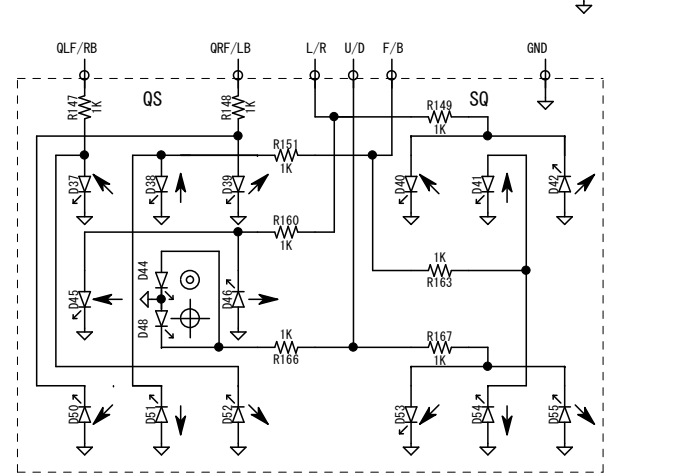 QLF/RB QRF/LB L/R U/D F/B GND
R147 1K QS R148 1K R149 1K SQ
R151 1K
D37 D38 D39 D40 D41 D42
R160 1K
D44 1K R163
D45 D46
D48 1K R166 R167 1K
D50 D51 D52 D53 D54 D55